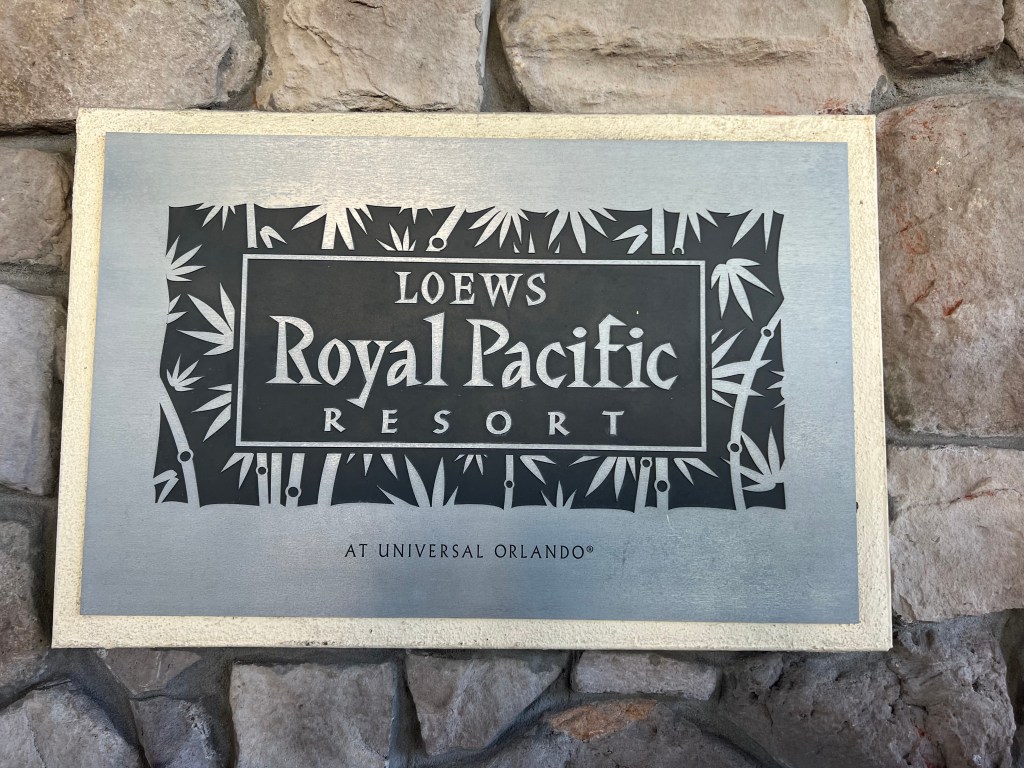 LOEWS
Royal Pacific
RESORT
AT UNIVERSAL ORLANDO®